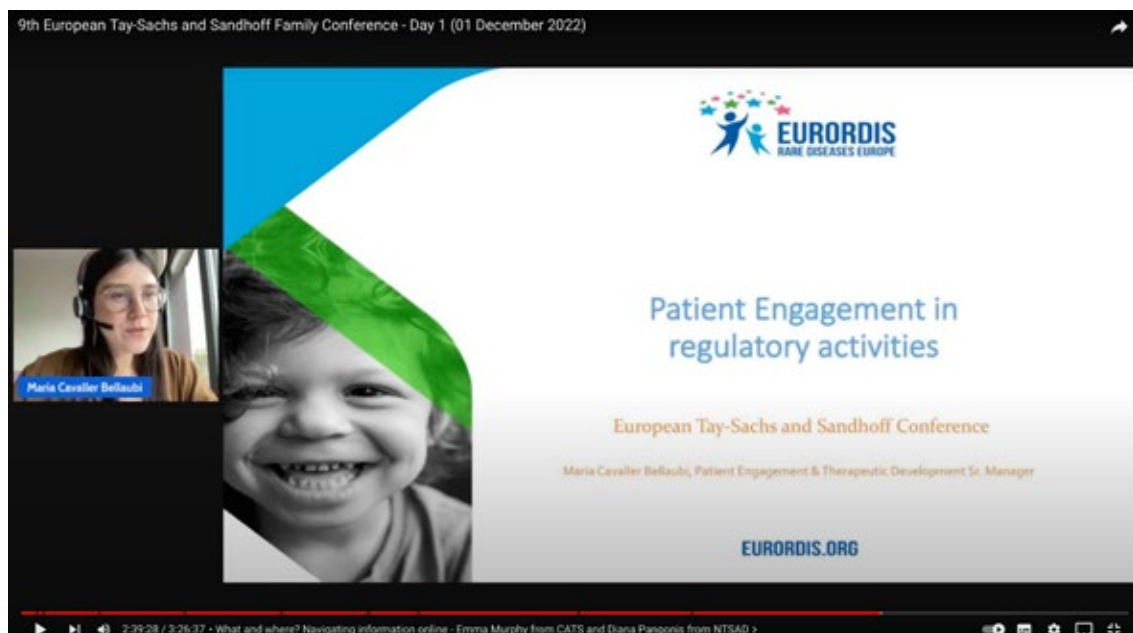 9th European Tay-Sachs and Sandhoff Family Conference - Day 1 (01 December 2022)
EURORDIS
RARE DISEASES EUROPE
Maria Cavaller Bellaubi
Patient Engagement in
regulatory activities
European Tay-Sachs and Sandhoff Conference
Maria Cavaller Bellaubi, Patient Engagement & Therapeutic Development Sr. Manager
EURORDIS.ORG
2:39:28 / 3:26:37 • What and where? Navigating information online - Emma Murphy from CATS and Diana Pangonis from NTSAD >